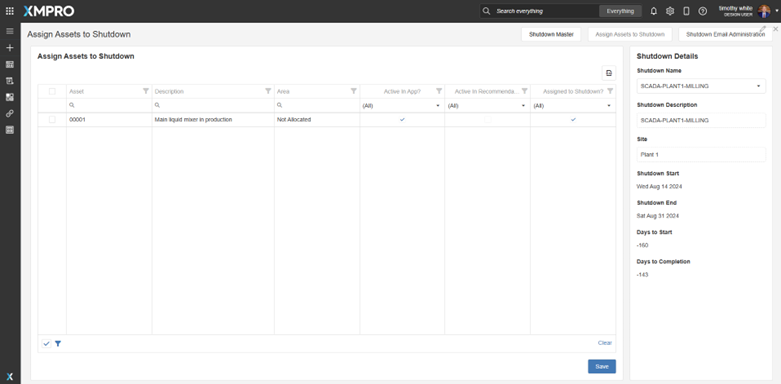 XMPRO
Search everything
Everything
timothy white
DESIGN USER
Assign Assets to Shutdown
Shutdown Master
Assign Assets to Shutdown
Shutdown Email Administration
Assign Assets to Shutdown
Asset
Description
Area
Active In App?
Active In Recommenda...
Assigned to Shutdown?
(All)
(All)
(All)
00001
Main liquid mixer in production
Not Allocated
Clear
Save
Shutdown Details
Shutdown Name
SCADA-PLANT1-MILLING
Shutdown Description
SCADA-PLANT1-MILLING
Site
Plant 1
Shutdown Start
Wed Aug 14 2024
Shutdown End
Sat Aug 31 2024
Days to Start
-160
Days to Completion
-143